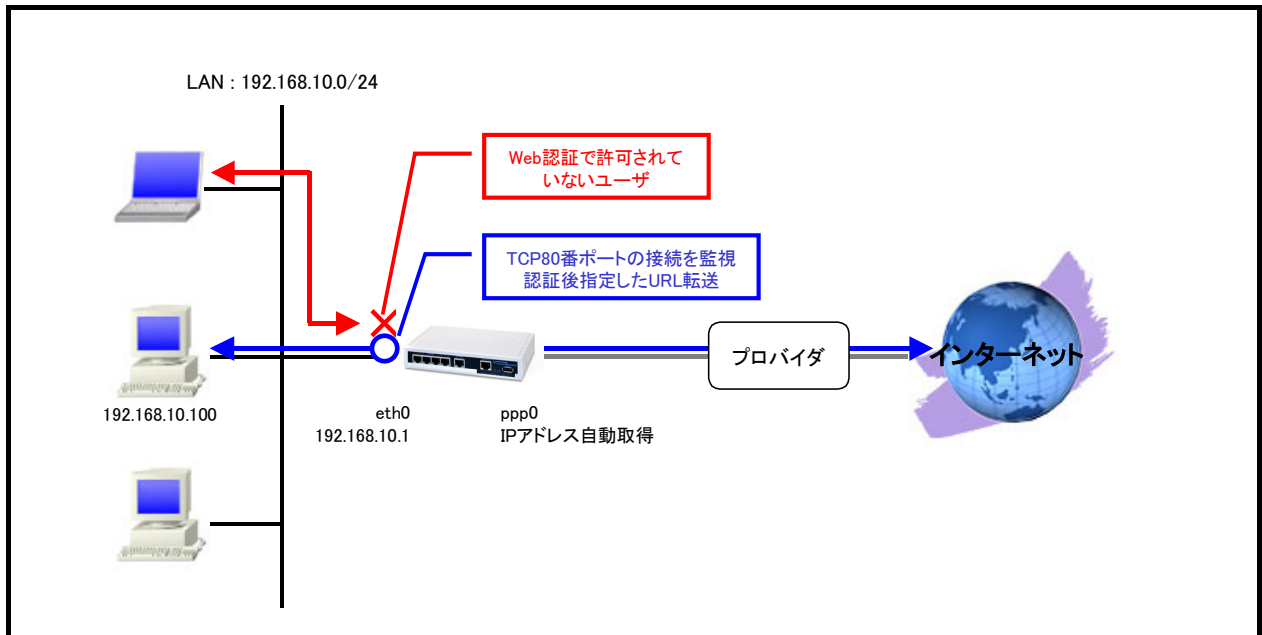 LAN : 192.168.10.0/24
Web認証で許可されて
いないユーザ
TCP80番ポートの接続を監視
認証後指定したURL転送
プロバイダ
インターネット
192.168.10.100
eth0
192.168.10.1
ppp0
IPアドレス自動取得